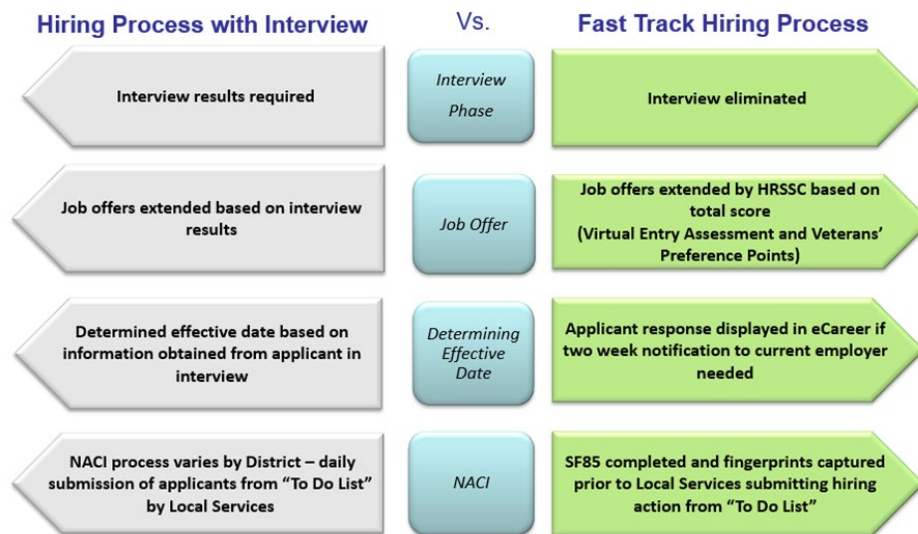 Hiring Process with Interview
Vs.
Fast Track Hiring Process
Interview results required
Interview
Phase
Interview eliminated
Job offers extended based on interview
results
Job Offer
Job offers extended by HRSSC based on
total score
(Virtual Entry Assessment and Veterans’
Preference Points)
Determined effective date based on
information obtained from applicant in
interview
Determining
Effective
Date
Applicant response displayed in eCareer if
two week notification to current employer
needed
NACI process varies by District – daily
submission of applicants from “To Do List”
by Local Services
NACI
SF85 completed and fingerprints captured
prior to Local Services submitting hiring
action from “To Do List”